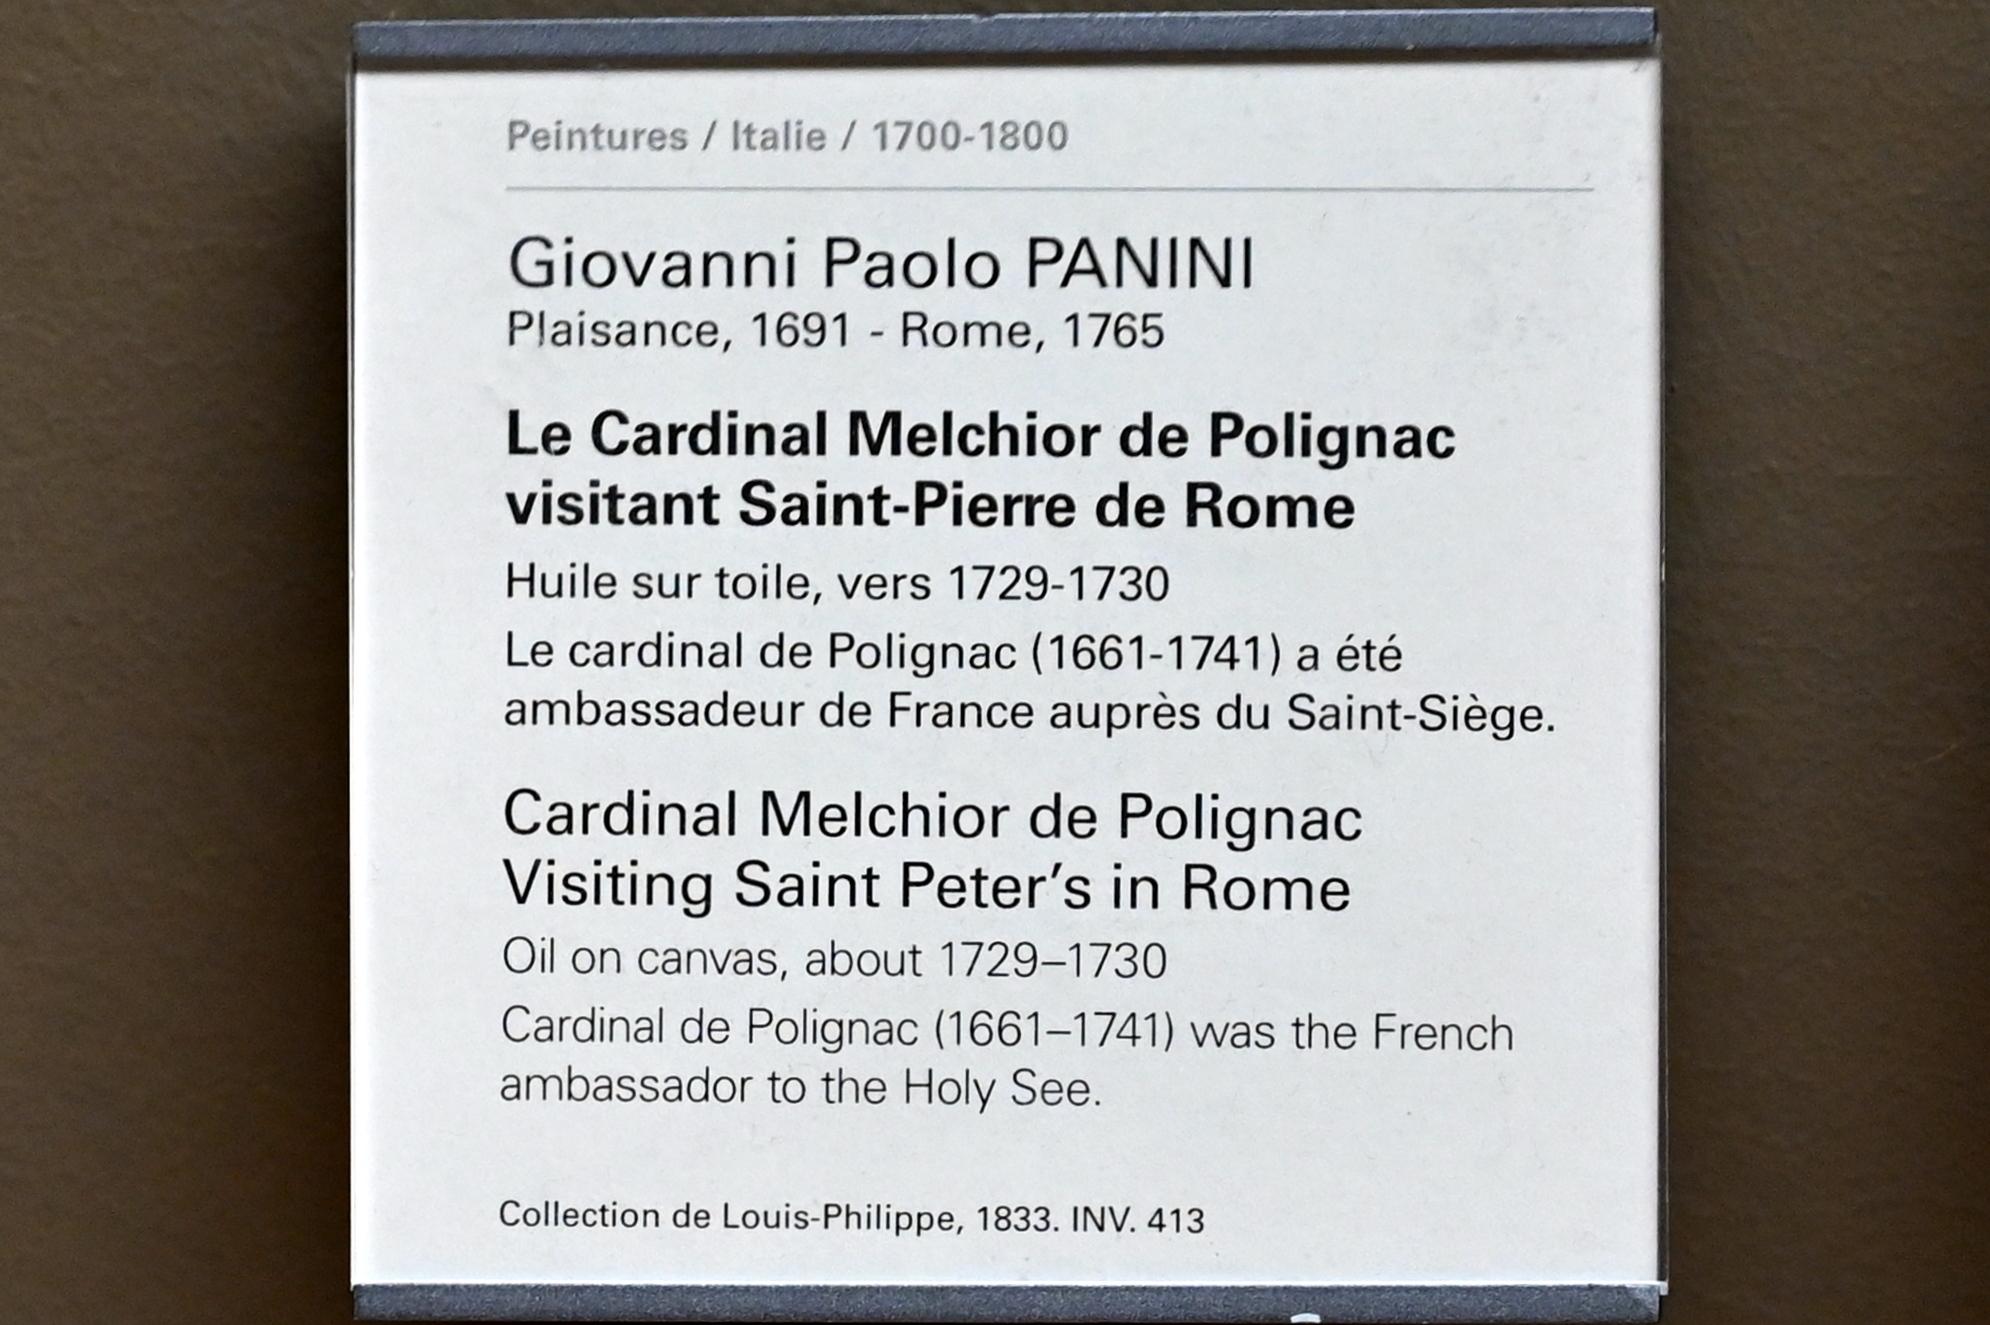 Peintures / Italie / 1700-1800
Giovanni Paolo PANINI
Plaisance, 1691 - Rome, 1765
Le Cardinal Melchior de Polignac
visitant Saint-Pierre de Rome
Huile sur toile, vers 1729-1730
Le cardinal de Polignac (1661-1741) a été
ambassadeur de France auprès du Saint-Siège.
Cardinal Melchior de Polignac
Visiting Saint Peter’s in Rome
Oil on canvas, about 1729–1730
Cardinal de Polignac (1661–1741) was the French
ambassador to the Holy See.
Collection de Louis-Philippe, 1833. INV. 413